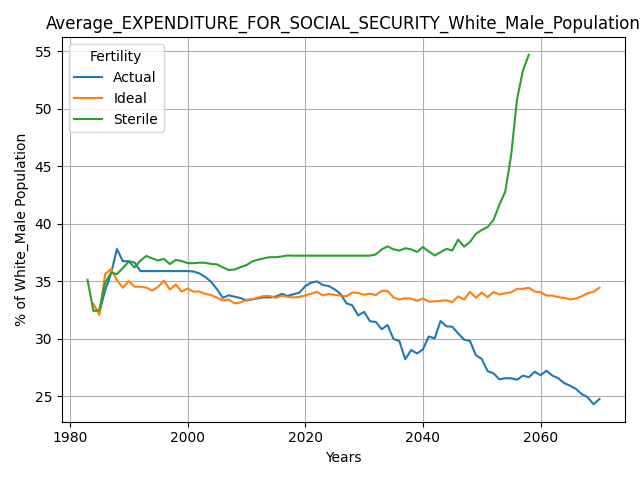 Average_EXPENDITURE_FOR_SOCIAL_SECURITY_White_Male_Population
% of White_Male Population
55
50
45
40
35
30
25
Fertility
Actual
Ideal
Sterile
1980
2000
2020
2040
2060
Years